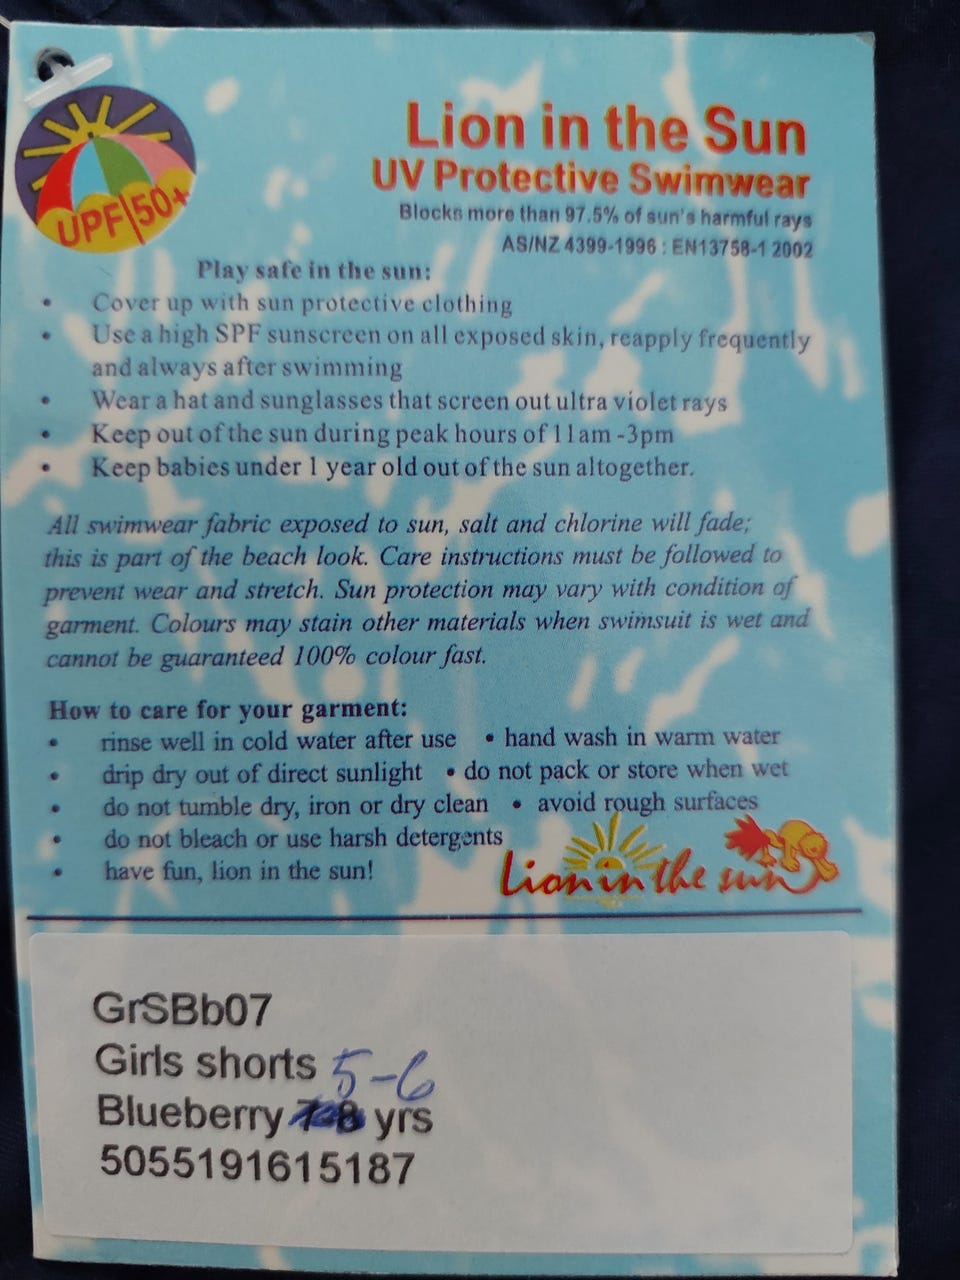 UPF 50+
Lion in the Sun
UV Protective Swimwear
Blocks more than 97.5% of sun's harmful rays
AS/NZ 4399-1996 : EN13758-1 2002
Play safe in the sun:
• Cover up with sun protective clothing
• Use a high SPF sunscreen on all exposed skin, reapply frequently
and always after swimming
• Wear a hat and sunglasses that screen out ultra violet rays
• Keep out of the sun during peak hours of 11am -3pm
• Keep babies under 1 year old out of the sun altogether.
All swimwear fabric exposed to sun, salt and chlorine will fade;
this is part of the beach look. Care instructions must be followed to
prevent wear and stretch. Sun protection may vary with condition of
garment. Colours may stain other materials when swimsuit is wet and
cannot be guaranteed 100% colour fast.
How to care for your garment:
• rinse well in cold water after use • hand wash in warm water
• drip dry out of direct sunlight • do not pack or store when wet
• do not tumble dry, iron or dry clean • avoid rough surfaces
• do not bleach or use harsh detergents
• have fun, lion in the sun!
Lion in the sun
GrSBb07
Girls shorts 5-6
Blueberry 7-8 yrs
5055191615187